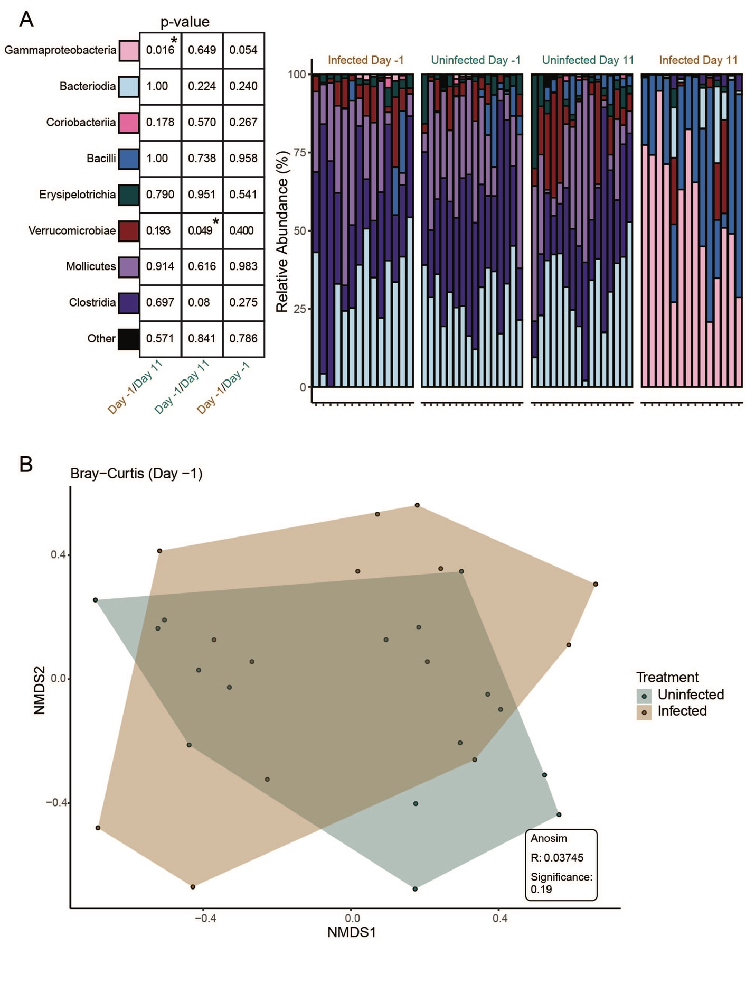 A
p-value
Gammaproteobacteria 0.016* 0.649 0.054
Bacteriodia 1.00 0.224 0.240
Coriobacteriia 0.178 0.570 0.267
Bacilli 1.00 0.738 0.958
Erysipelotrichia 0.790 0.951 0.541
Verrucomicrobiae 0.193 0.049* 0.400
Mollicutes 0.914 0.616 0.983
Clostridia 0.697 0.08 0.275
Other 0.571 0.841 0.786
Day -1/Day 11
Day -1/Day 11
Day -1/Day -1
Infected Day -1 Uninfected Day -1 Uninfected Day 11 Infected Day 11
Relative Abundance (%)
100
75
50
25
0
B
Bray−Curtis (Day −1)
NMDS2
0.4
0.0
−0.4
−0.4 0.0 0.4
NMDS1
Treatment
Uninfected
Infected
Anosim
R: 0.03745
Significance:
0.19